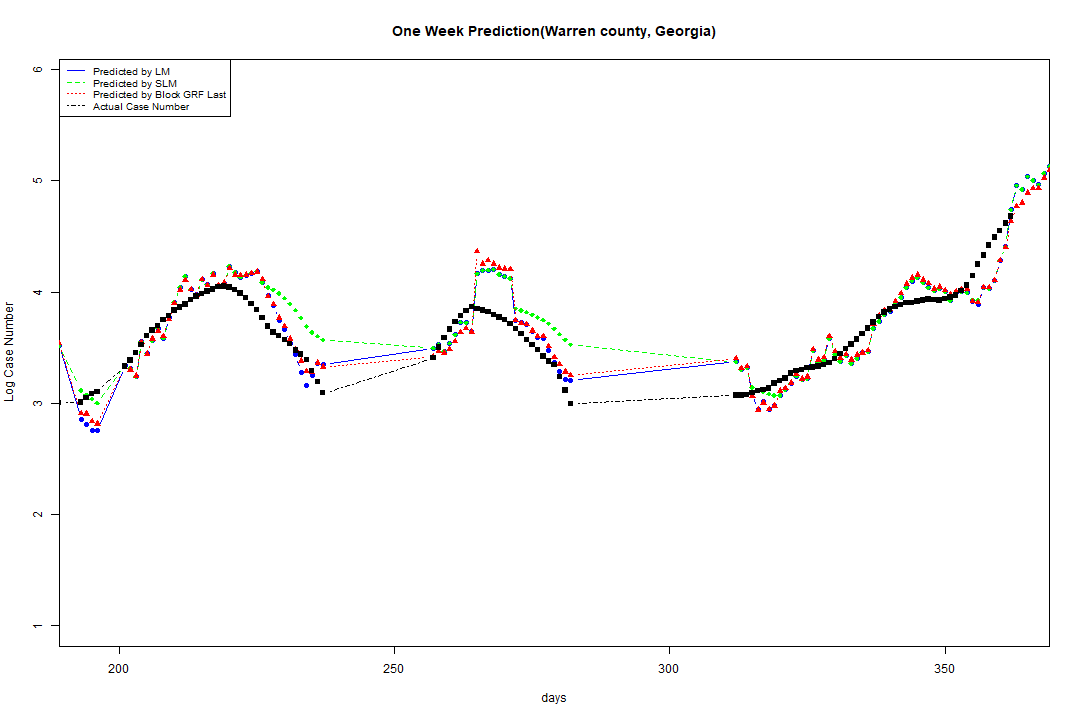 One Week Prediction(Warren county, Georgia)
Predicted by LM
Predicted by SLM
Predicted by Block GRF Last
Actual Case Number
6
5
4
3
2
1
Log Case Number
200 250 300 350
days